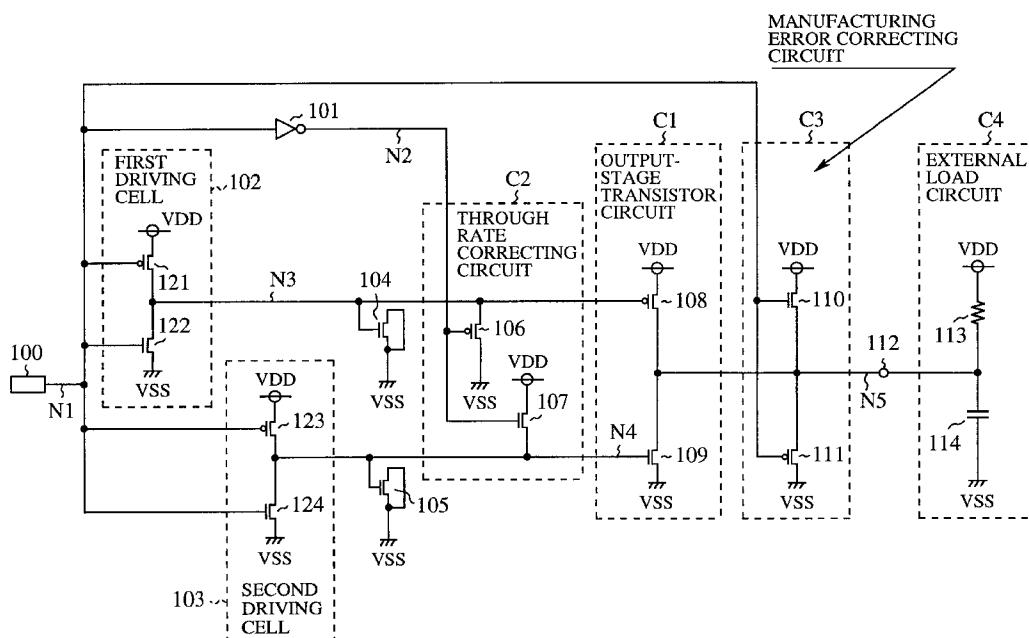 MANUFACTURING
ERROR CORRECTING
CIRCUIT
101
N2
C1
C3
C4
FIRST
DRIVING
CELL
102
C2
OUTPUT-
STAGE
TRANSISTOR
CIRCUIT
EXTERNAL
LOAD
CIRCUIT
THROUGH
RATE
CORRECTING
CIRCUIT
VDD
VDD
VDD
121
N3
104
106
108
110
113
122
100
N1
VSS
VDD
VSS
VSS
VDD
107
112
N5
123
N4
109
111
114
124
105
VSS
VSS
VSS
VSS
VSS
103
SECOND
DRIVING
CELL